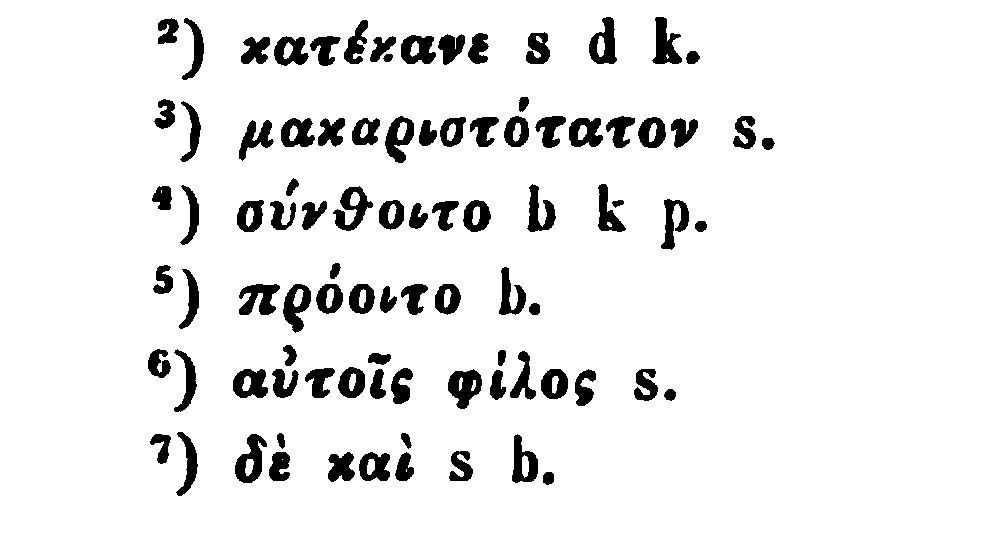 ²) κατέκανε s d k.
³) μακαριστότατον s.
⁴) σύνθοιτο b k p.
⁵) πρόοιτο b.
⁶) αὐτοῖς φίλος s.
⁷) δὲ καὶ s b.